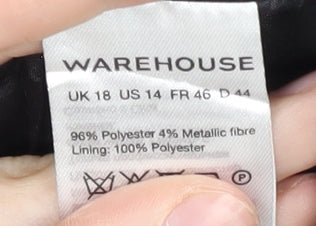 WAREHOUSE
UK 18 US 14 FR 46 D 44
96% Polyester 4% Metallic fibre
Lining: 100% Polyester
P